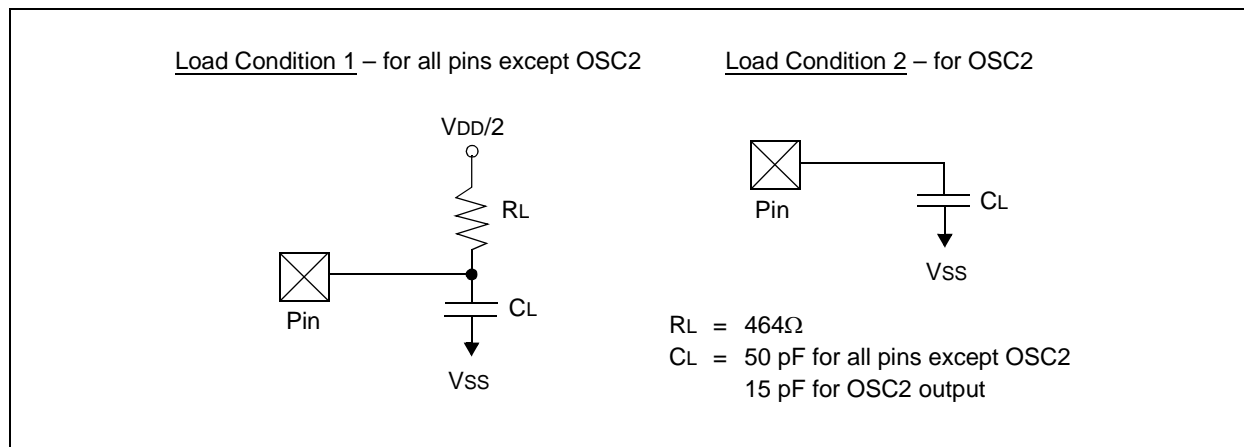 Load Condition 1 – for all pins except OSC2
VDD/2
RL
Pin
CL
VSS
Load Condition 2 – for OSC2
Pin
CL
VSS
RL = 464Ω
CL = 50 pF for all pins except OSC2
15 pF for OSC2 output